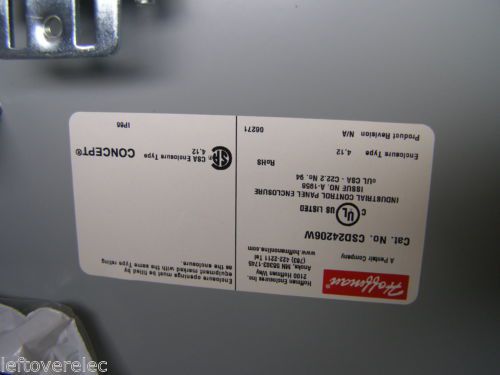 Hoffman®
A Pentair Company
Hoffman Enclosures Inc.
2100 Hoffman Way
Anoka MN 55303-1745
(763) 422-2211 Tel
www.hoffmanonline.com
Cat. No. CSD24206W
UL
US LISTED
INDUSTRIAL CONTROL PANEL ENCLOSURE
ISSUE NO. A-1958
cUL CSA - C22.2 No. 94
Enclosure Type 4,12
Product Revision N/A
RoHS
06271
Enclosure openings must be filled by
equipment marked with the same type rating
as the enclosure.
CONCEPT®
CSA Enclosure Type
4,12
IP66
leftoverelec